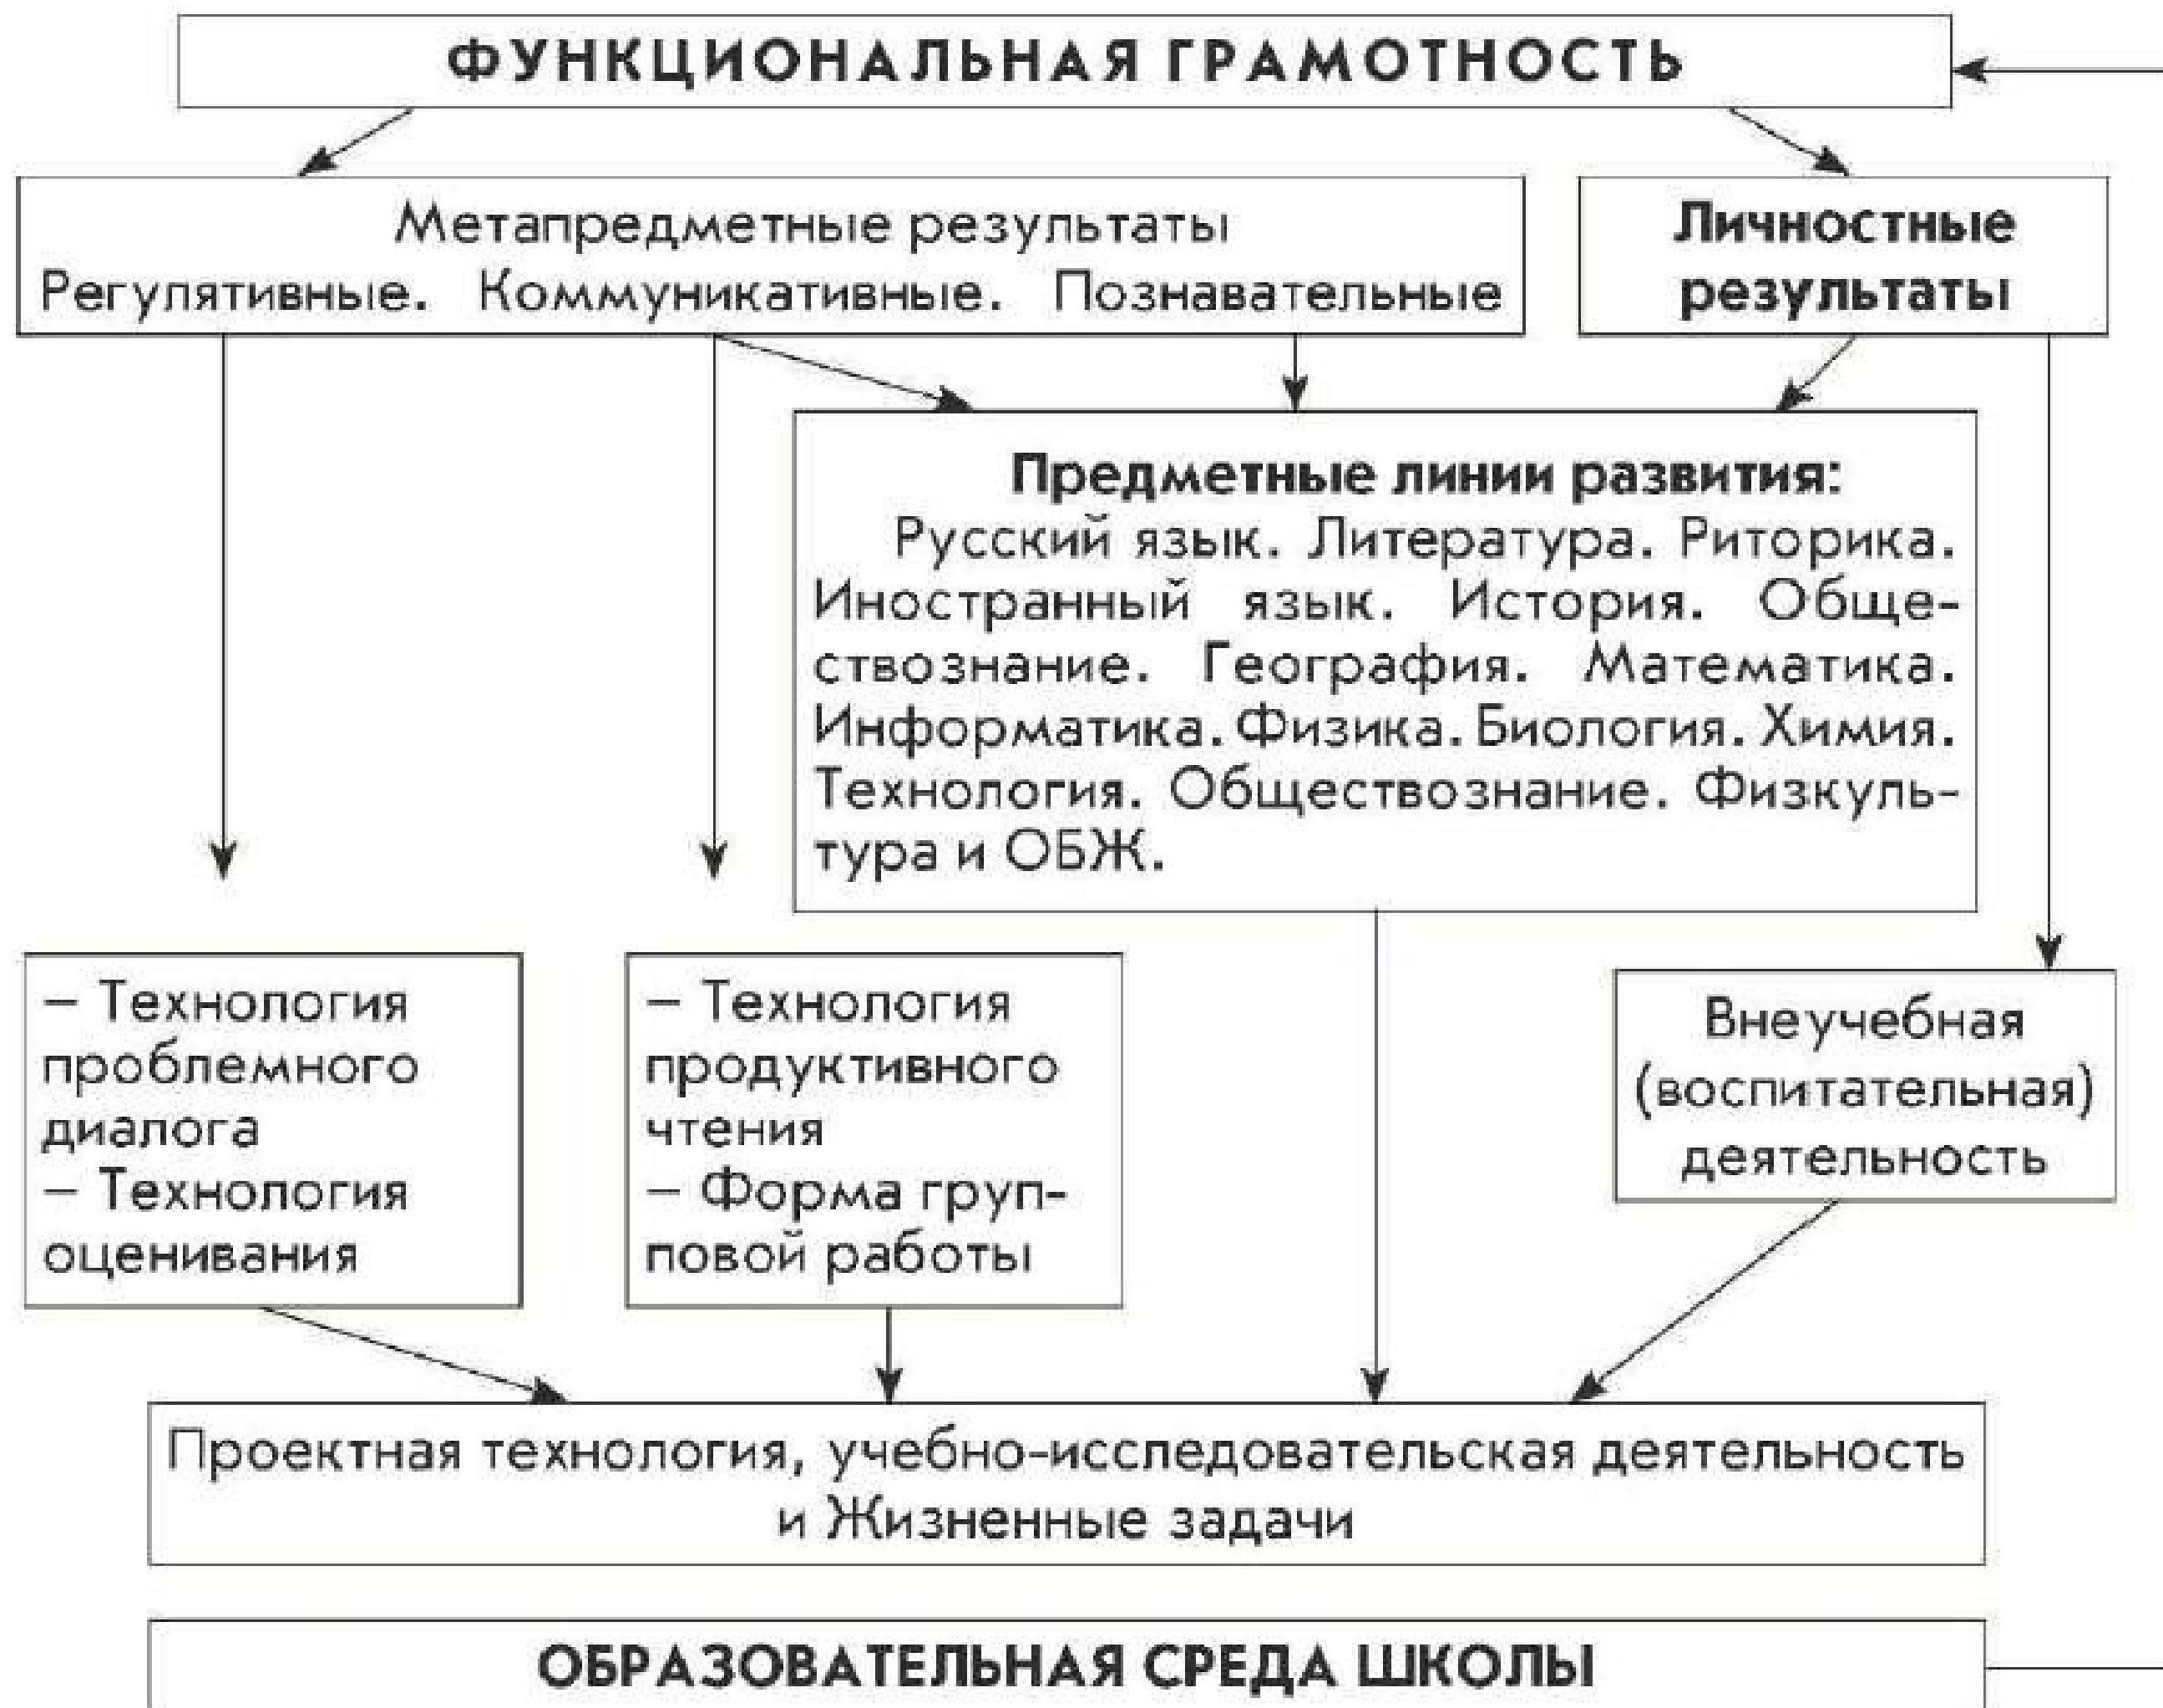 ФУНКЦИОНАЛЬНАЯ ГРАМОТНОСТЬ
Метапредметные результаты
Регулятивные. Коммуникативные. Познавательные
Личностные
результаты
Предметные линии развития:
Русский язык. Литература. Риторика.
Иностранный язык. История. Обще-
ствознание. География. Математика.
Информатика. Физика. Биология. Химия.
Технология. Обществознание. Физкуль-
тура и ОБЖ.
– Технология
проблемного
диалога
– Технология
оценивания
– Технология
продуктивного
чтения
– Форма груп-
повой работы
Внеучебная
(воспитательная)
деятельность
Проектная технология, учебно-исследовательская деятельность
и Жизненные задачи
ОБРАЗОВАТЕЛЬНАЯ СРЕДА ШКОЛЫ